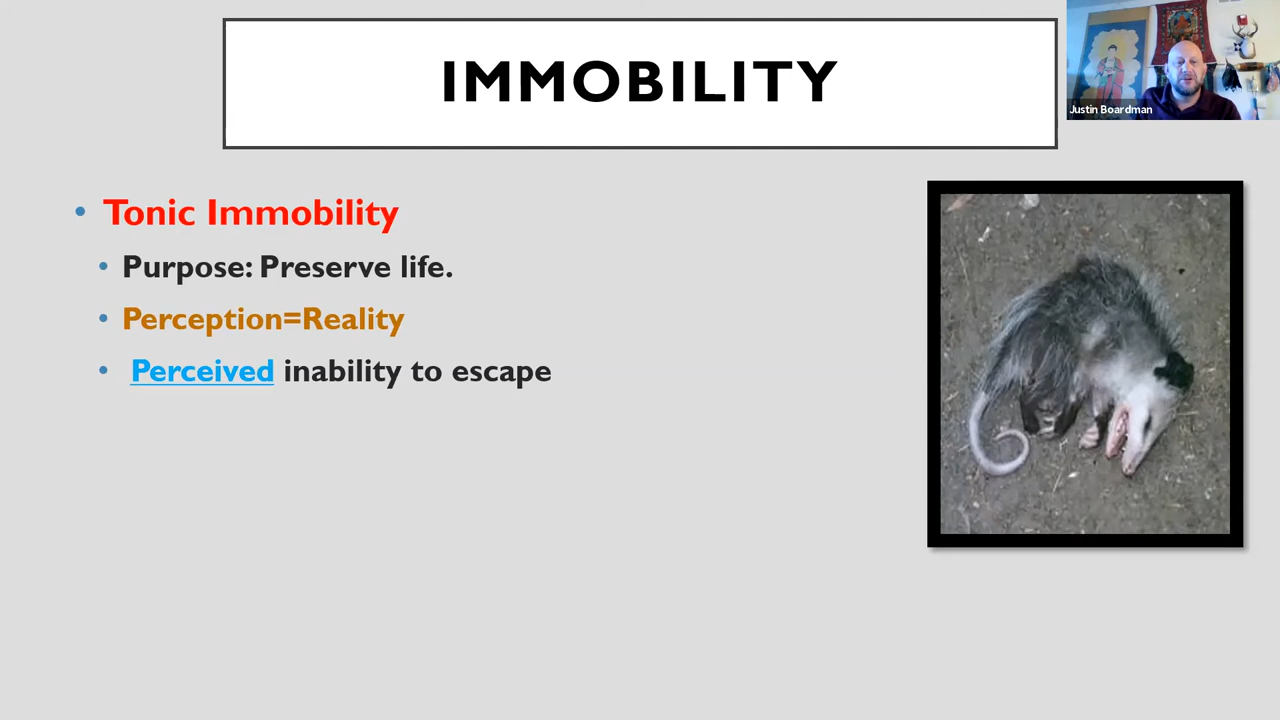 IMMOBILITY
Justin Boardman
• Tonic Immobility
• Purpose: Preserve life.
• Perception=Reality
• Perceived inability to escape